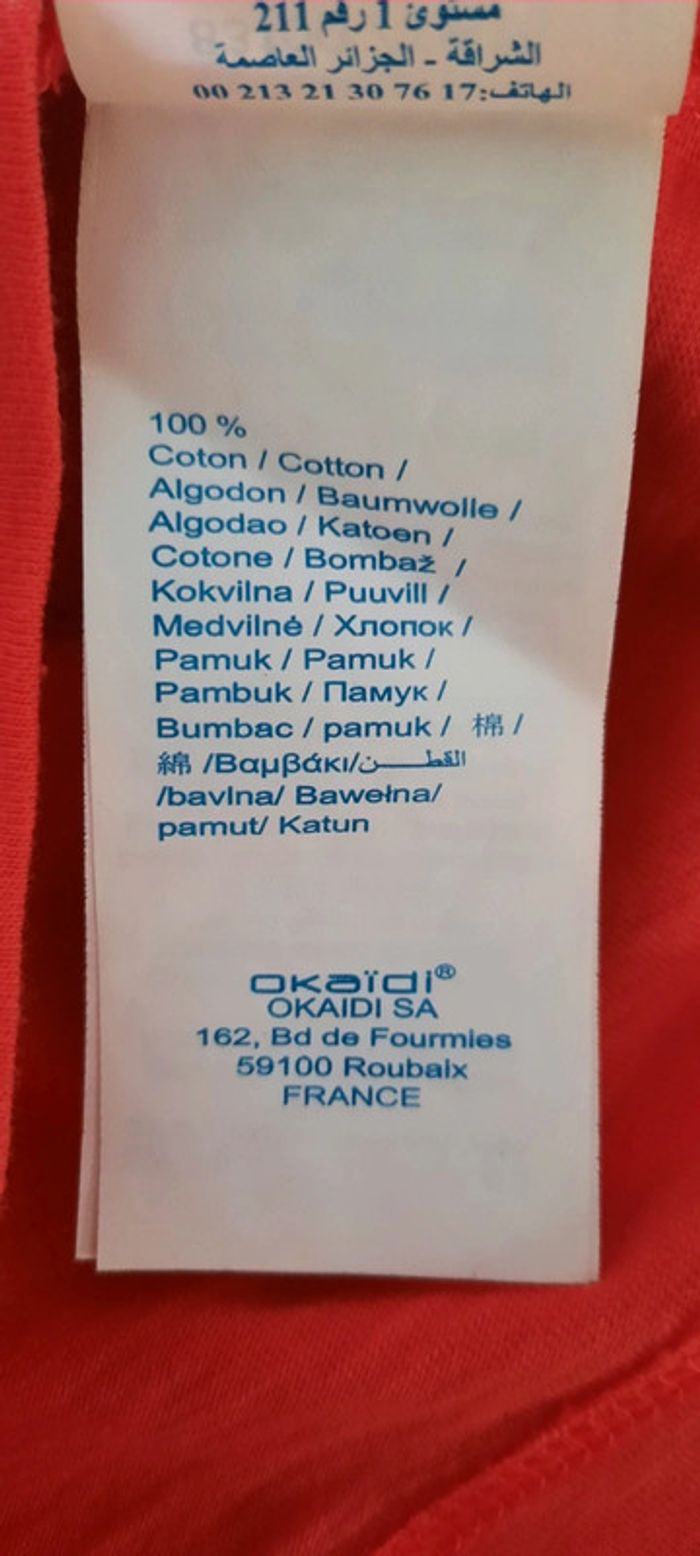 مستوى 1 رقم 211
الشراقة - الجزائر العاصمة
الهاتف:17 76 30 21 213 00
100 %
Coton / Cotton /
Algodon / Baumwolle /
Algodao / Katoen /
Cotone / Bombaž /
Kokvilna / Puuvill /
Medvilnė / Хлопок /
Pamuk / Pamuk /
Pambuk / Памук /
Bumbac / pamuk / 棉 /
綿 /Βαμβάκι/القطـــــن
/bavlna/ Bawełna/
pamut/ Katun
okaïdi®
OKAIDI SA
162, Bd de Fourmies
59100 Roubaix
FRANCE